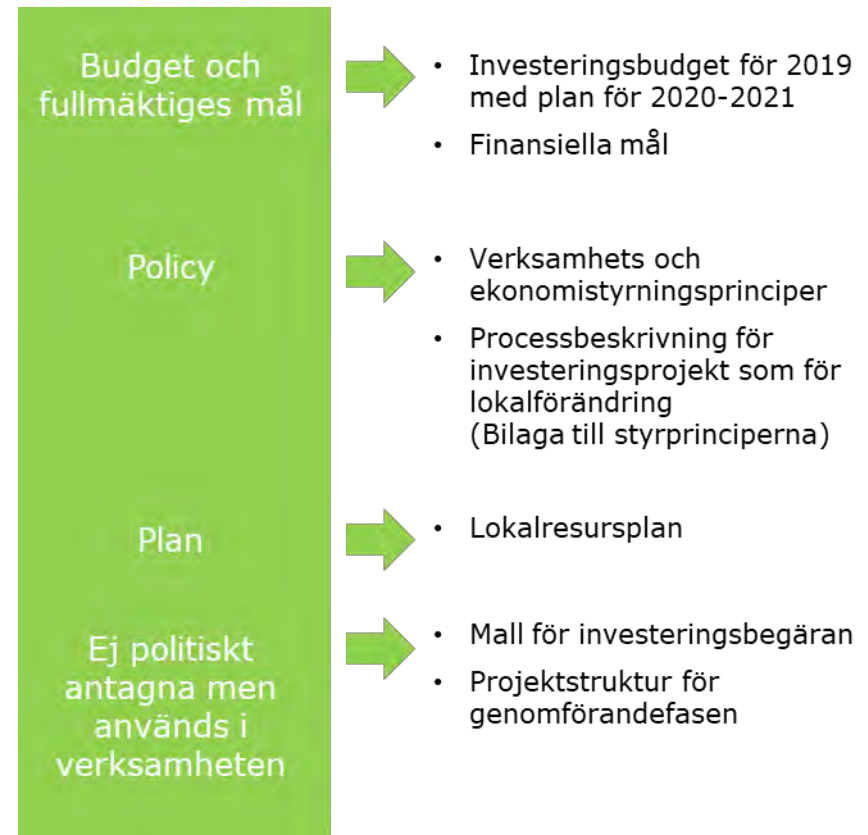 Budget och
fullmäktiges mål
• Investeringsbudget för 2019
med plan för 2020-2021
• Finansiella mål
Policy
• Verksamhets och
ekonomistyrningsprinciper
• Processbeskrivning för
investeringsprojekt som för
lokalförändring
(Bilaga till styrprinciperna)
Plan
• Lokalresursplan
Ej politiskt
antagna men
används i
verksamheten
• Mall för investeringsbegäran
• Projektstruktur för
genomförandefasen